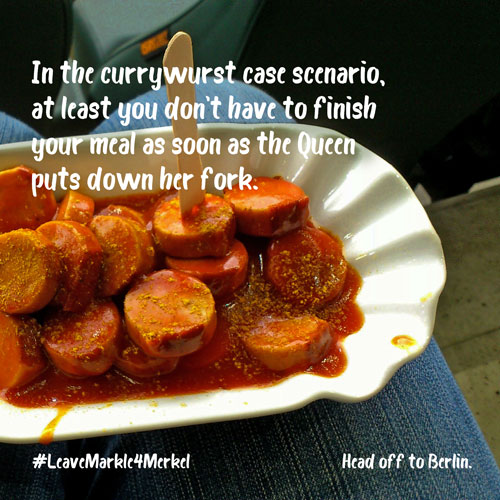 In the currywurst case scenario,
at least you don't have to finish
your meal as soon as the Queen
puts down her fork.
#LeaveMarkle4Merkel
Head off to Berlin.